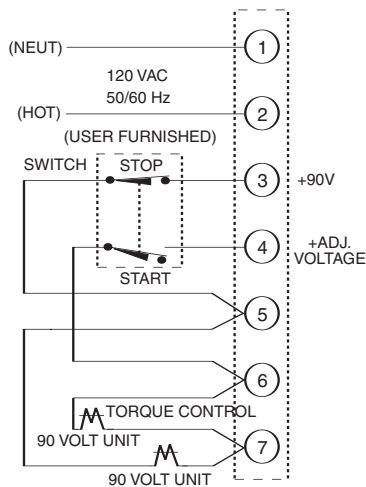 (NEUT)
1
120 VAC
50/60 Hz
(HOT)
2
(USER FURNISHED)
SWITCH
STOP
3
+90V
4
+ADJ.
VOLTAGE
START
5
6
TORQUE CONTROL
90 VOLT UNIT
7
90 VOLT UNIT